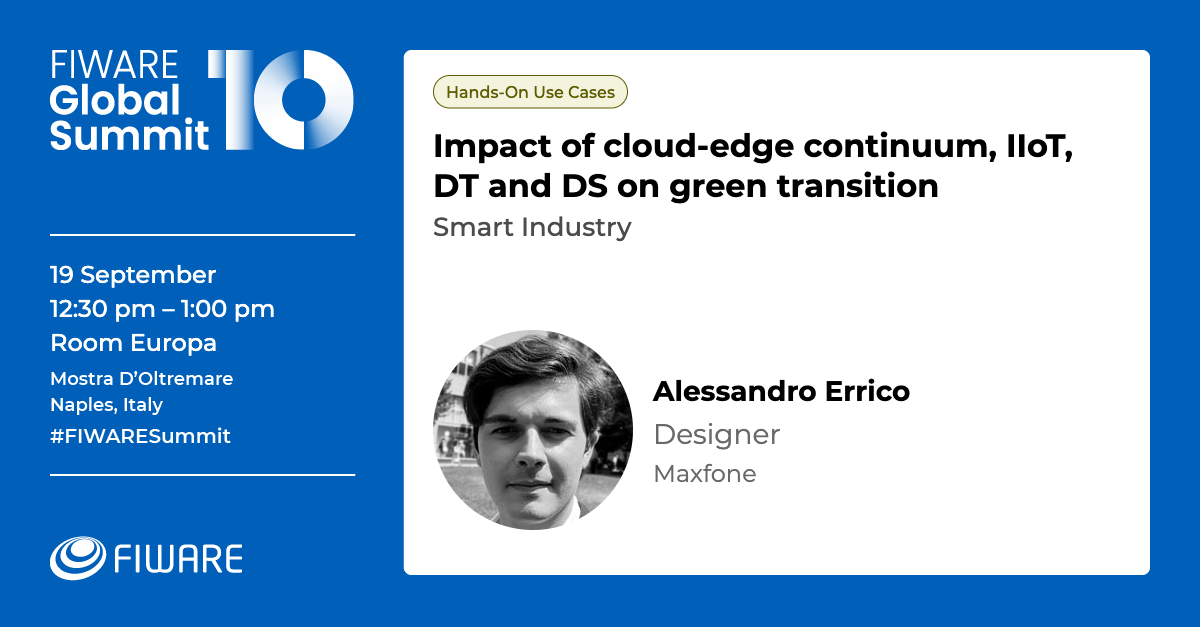 FIWARE
Global
Summit
10
19 September
12:30 pm – 1:00 pm
Room Europa
Mostra D’Oltremare
Naples, Italy
#FIWARESummit
FIWARE
Hands-On Use Cases
Impact of cloud-edge continuum, IIoT,
DT and DS on green transition
Smart Industry
Alessandro Errico
Designer
Maxfone